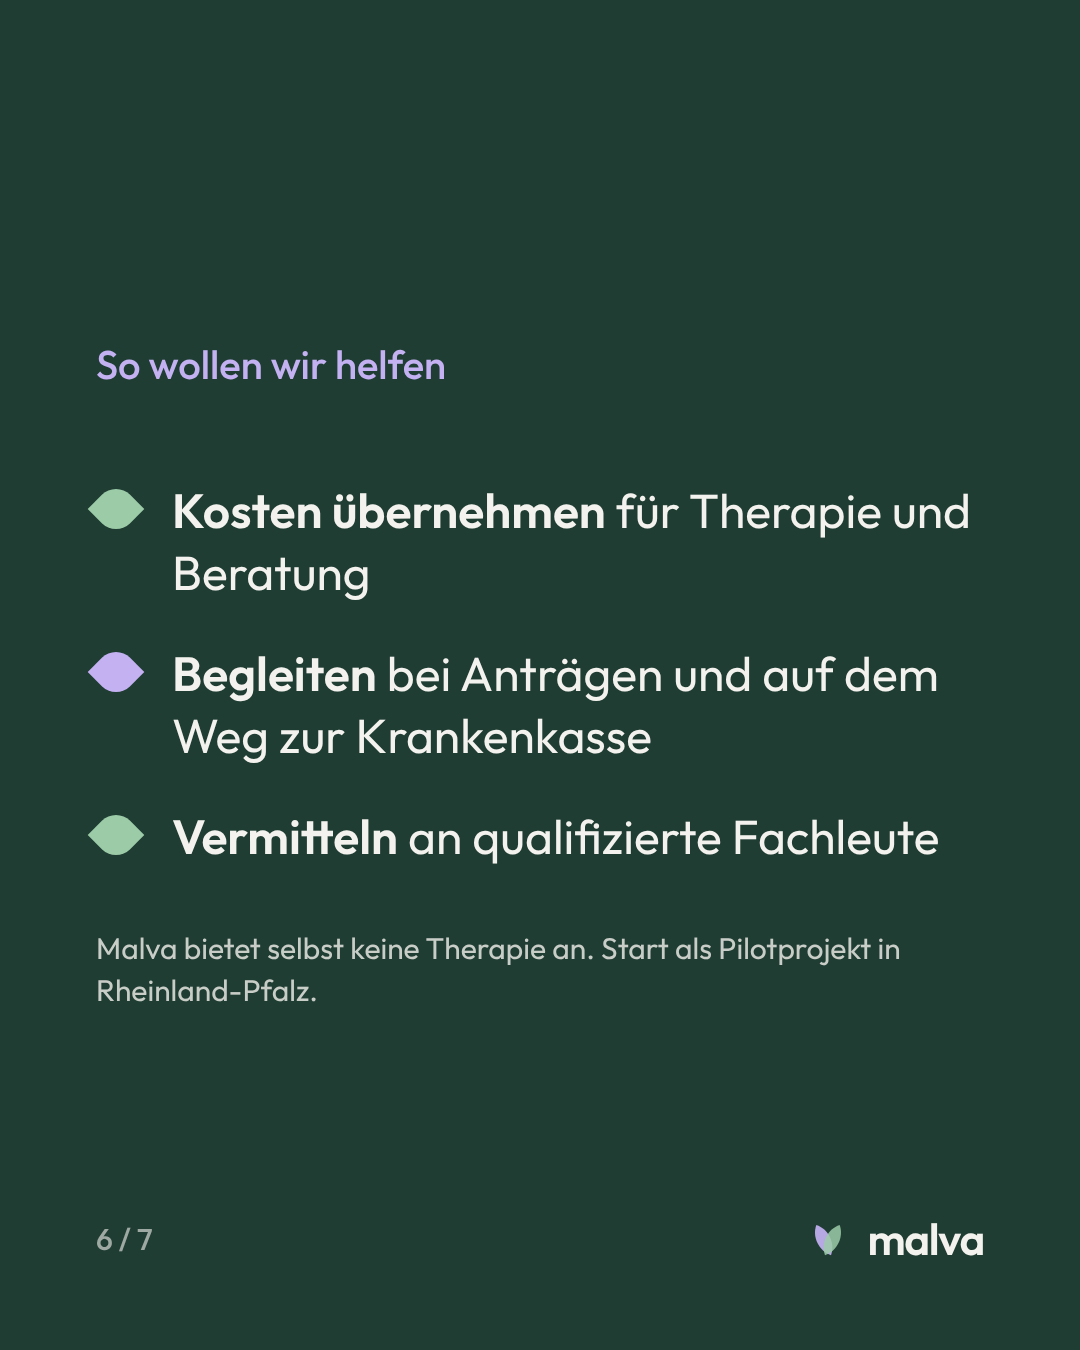 So wollen wir helfen
Kosten übernehmen für Therapie und
Beratung
Begleiten bei Anträgen und auf dem
Weg zur Krankenkasse
Vermitteln an qualifizierte Fachleute
Malva bietet selbst keine Therapie an. Start als Pilotprojekt in
Rheinland-Pfalz.
6 / 7
malva